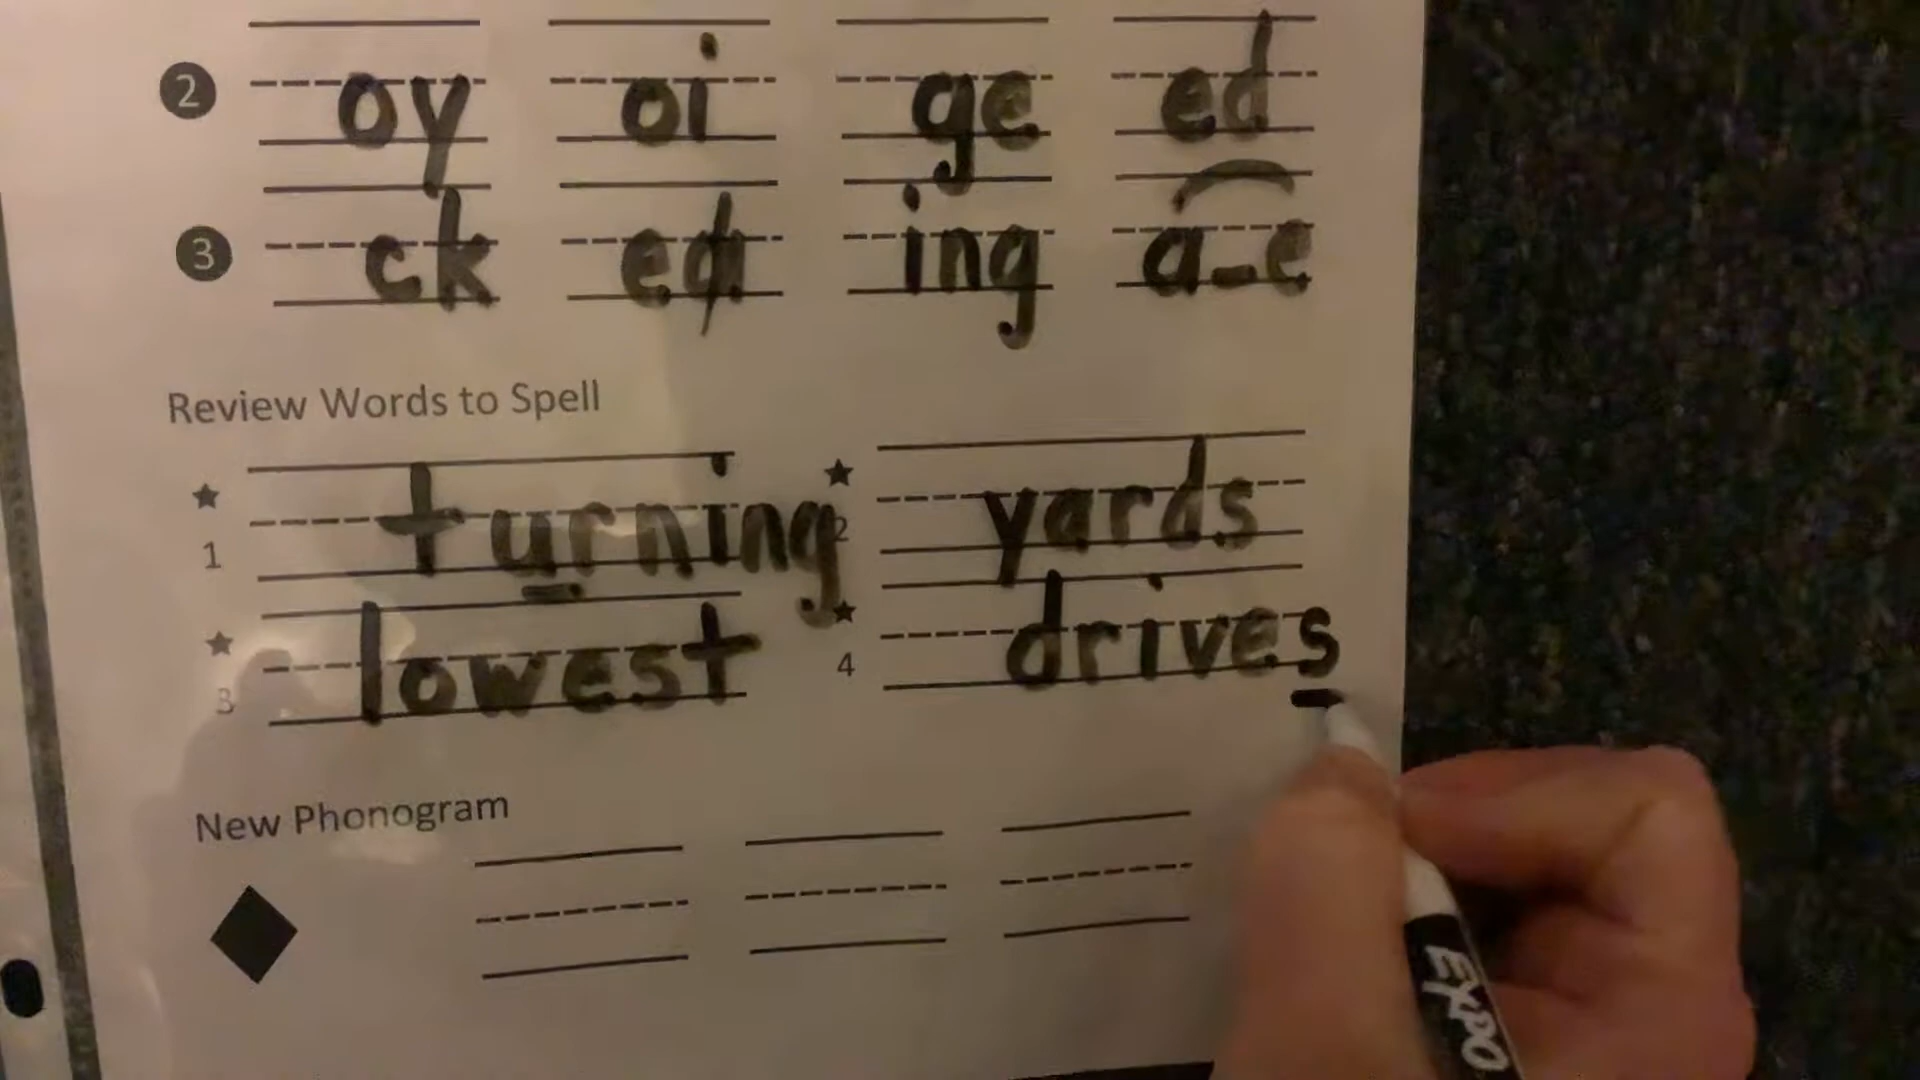 2 oy oi ge ed
3 ck ed ing a-e
Review Words to Spell
1 turning 2 yards
3 lowest 4 drives
New Phonogram
EXPO